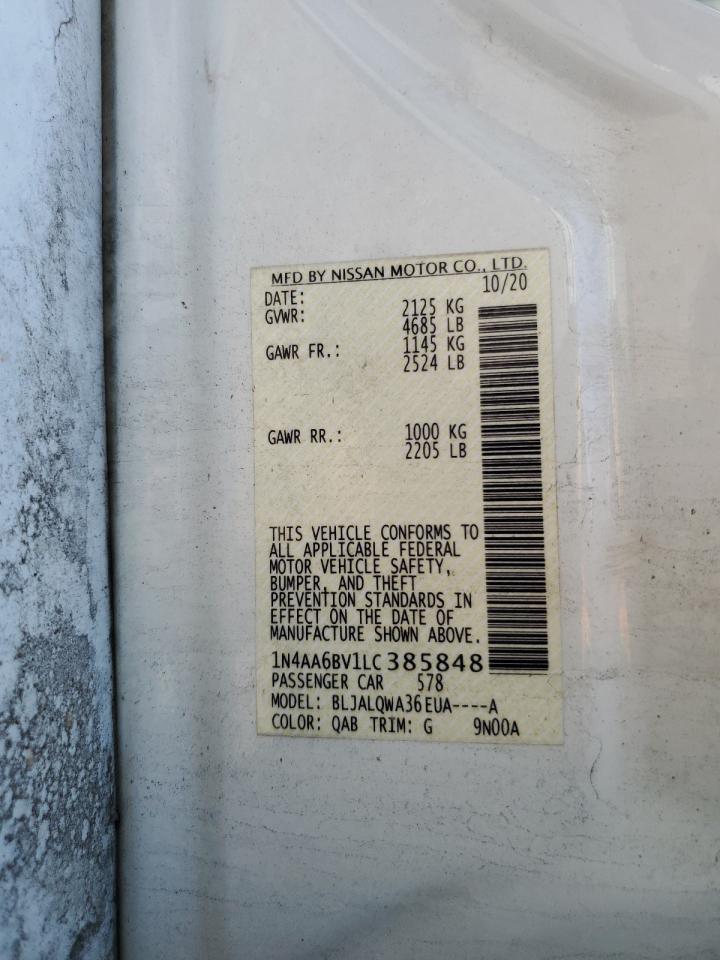 MFD BY NISSAN MOTOR CO., LTD.
DATE: 10/20
GVWR: 2125 KG
4685 LB
GAWR FR.: 1145 KG
2524 LB
GAWR RR.: 1000 KG
2205 LB
THIS VEHICLE CONFORMS TO
ALL APPLICABLE FEDERAL
MOTOR VEHICLE SAFETY,
BUMPER, AND THEFT
PREVENTION STANDARDS IN
EFFECT ON THE DATE OF
MANUFACTURE SHOWN ABOVE.
1N4AA6BV1LC385848
PASSENGER CAR 578
MODEL: BLJALQWA36EUA----A
COLOR: QAB TRIM: G 9N00A